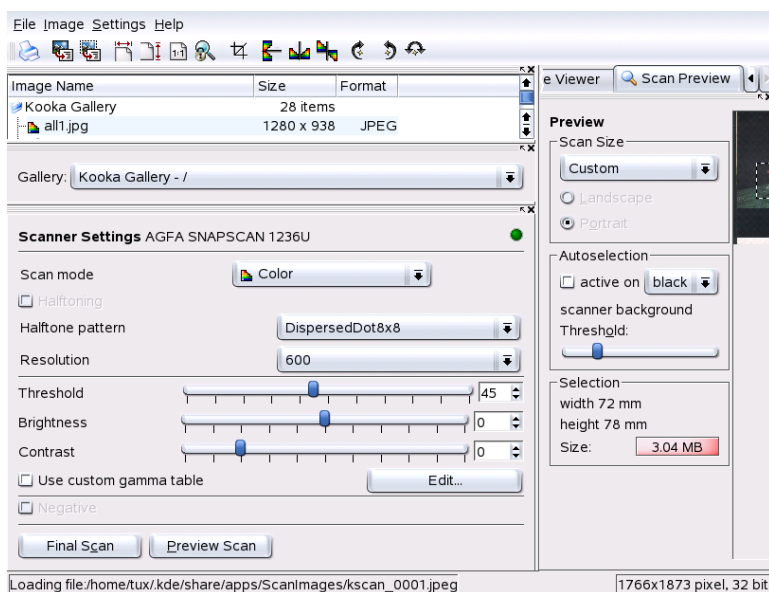 File Image Settings Help
Image Name Size Format
Kooka Gallery 28 items
all1.jpg 1280 x 938 JPEG
Gallery: Kooka Gallery - /
Scanner Settings AGFA SNAPSCAN 1236U
Scan mode Color
Halftoning
Halftone pattern DispersedDot8x8
Resolution 600
Threshold 45
Brightness 0
Contrast 0
Use custom gamma table Edit...
Negative
Final Scan Preview Scan
e Viewer Scan Preview
Preview
Scan Size
Custom
Landscape
Portrait
Autoselection
active on black
scanner background
Threshold:
Selection
width 72 mm
height 78 mm
Size: 3.04 MB
Loading file:/home/tux/.kde/share/apps/ScanImages/kscan_0001.jpeg 1766x1873 pixel, 32 bit